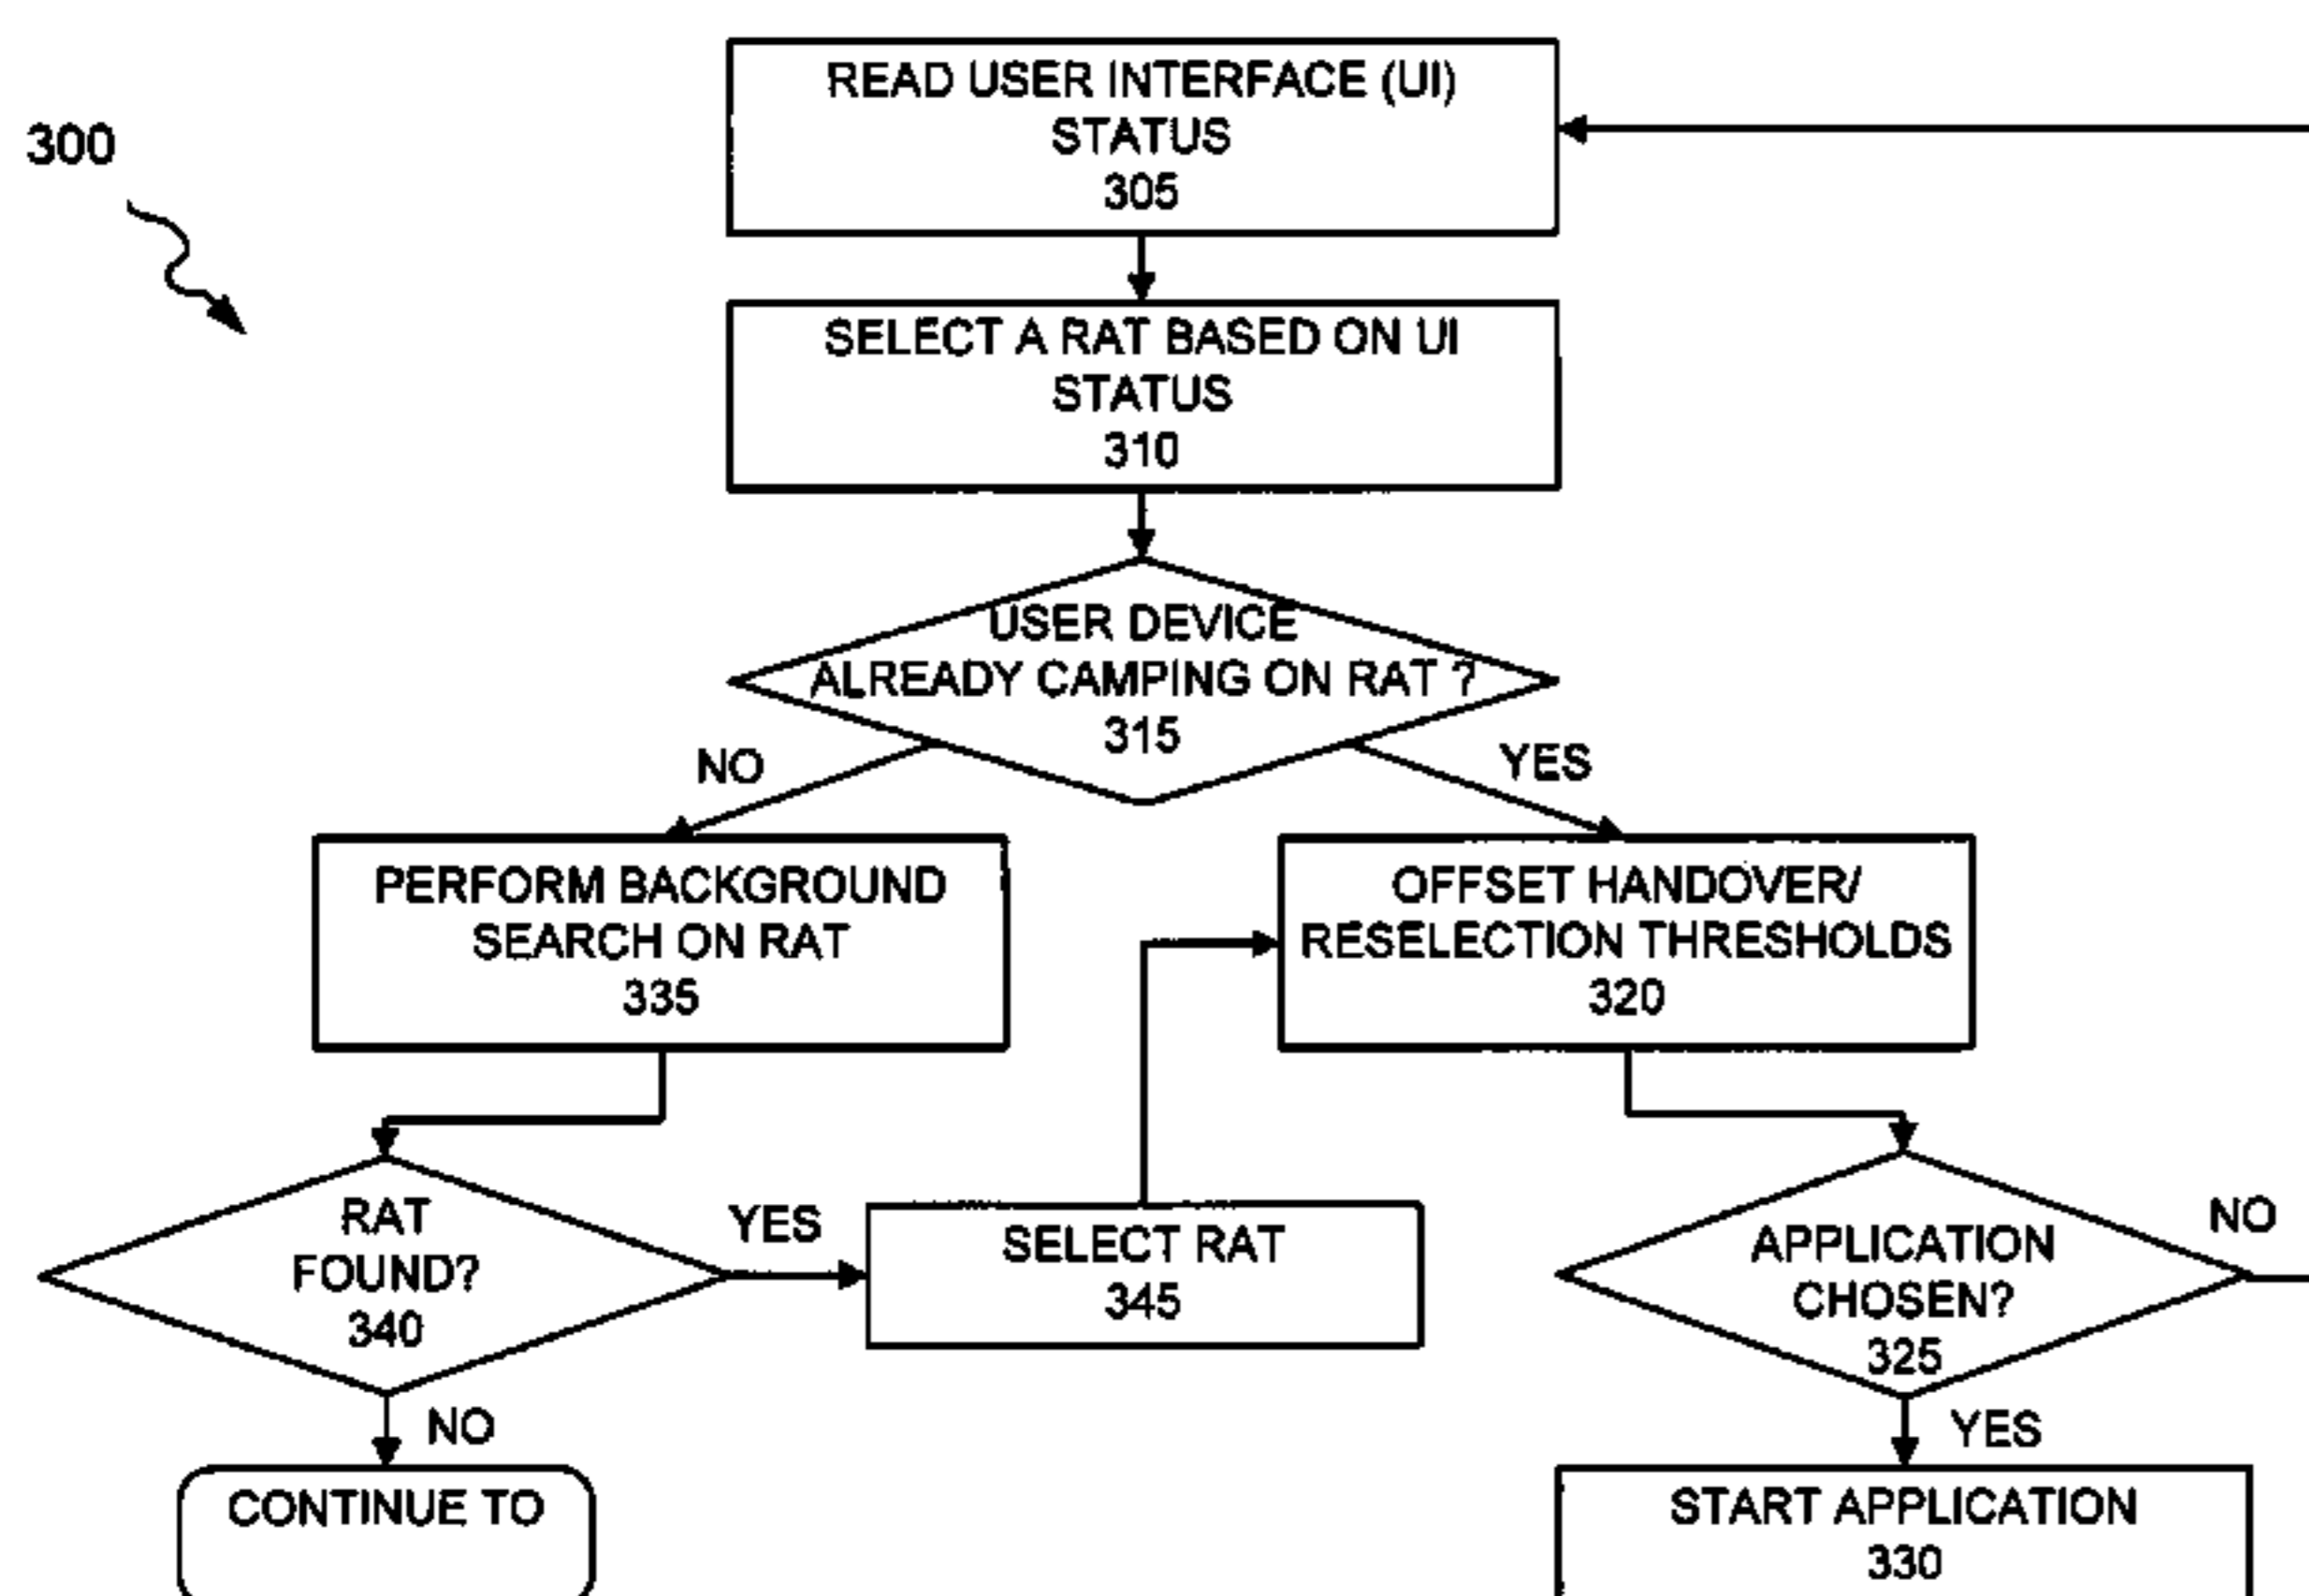 300
READ USER INTERFACE (UI)
STATUS
305
SELECT A RAT BASED ON UI
STATUS
310
USER DEVICE
ALREADY CAMPING ON RAT ?
315
NO
YES
PERFORM BACKGROUND
SEARCH ON RAT
335
OFFSET HANDOVER/
RESELECTION THRESHOLDS
320
RAT
FOUND?
340
YES
SELECT RAT
345
APPLICATION
CHOSEN?
325
NO
NO
YES
CONTINUE TO
START APPLICATION
330